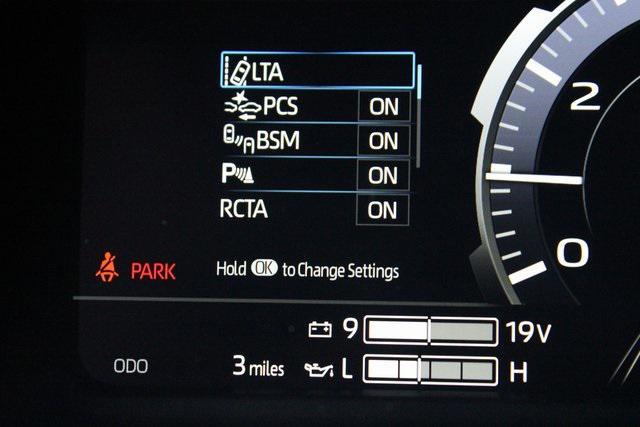 LTA
PCS ON
BSM ON
P ON
RCTA ON
2
0
PARK
Hold OK to Change Settings
9 19V
ODO 3 miles L H